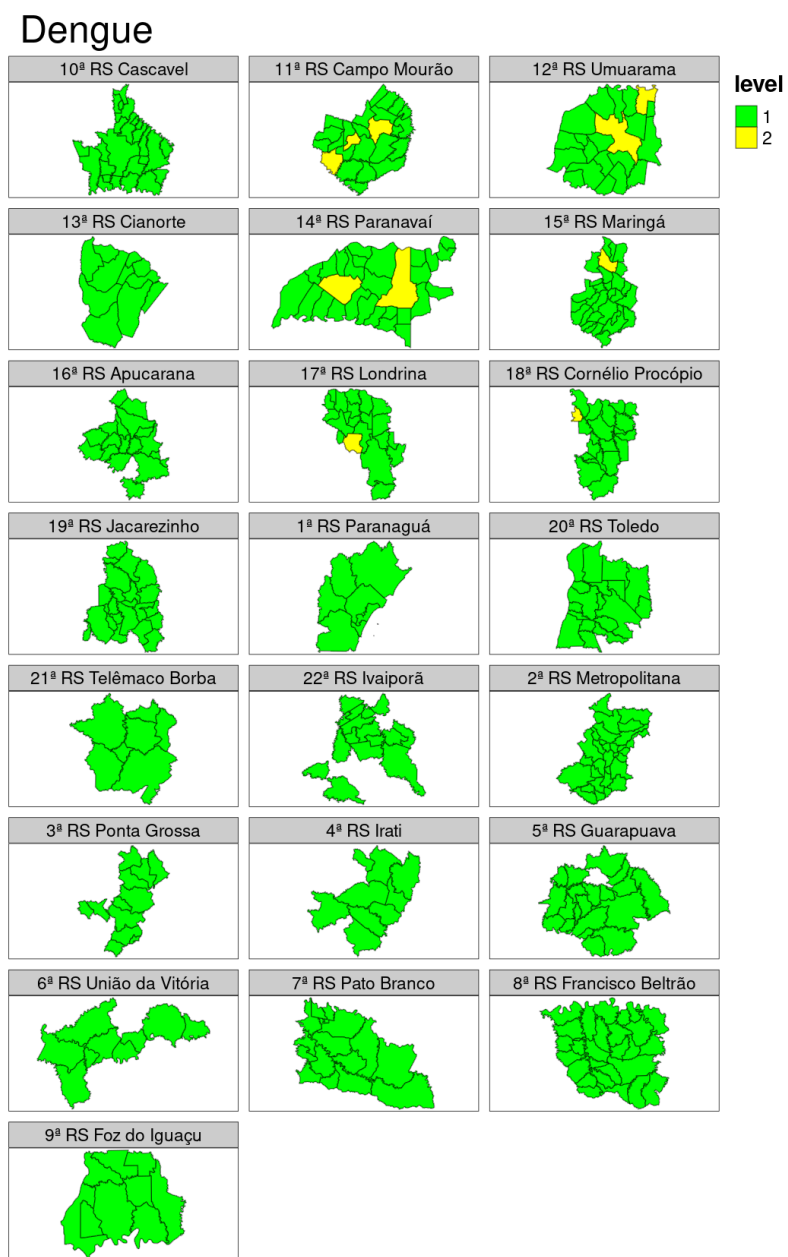 Dengue
10ª RS Cascavel
11ª RS Campo Mourão
12ª RS Umuarama
level
1
2
13ª RS Cianorte
14ª RS Paranavaí
15ª RS Maringá
16ª RS Apucarana
17ª RS Londrina
18ª RS Cornélio Procópio
19ª RS Jacarezinho
1ª RS Paranaguá
20ª RS Toledo
21ª RS Telêmaco Borba
22ª RS Ivaiporã
2ª RS Metropolitana
3ª RS Ponta Grossa
4ª RS Irati
5ª RS Guarapuava
6ª RS União da Vitória
7ª RS Pato Branco
8ª RS Francisco Beltrão
9ª RS Foz do Iguaçu